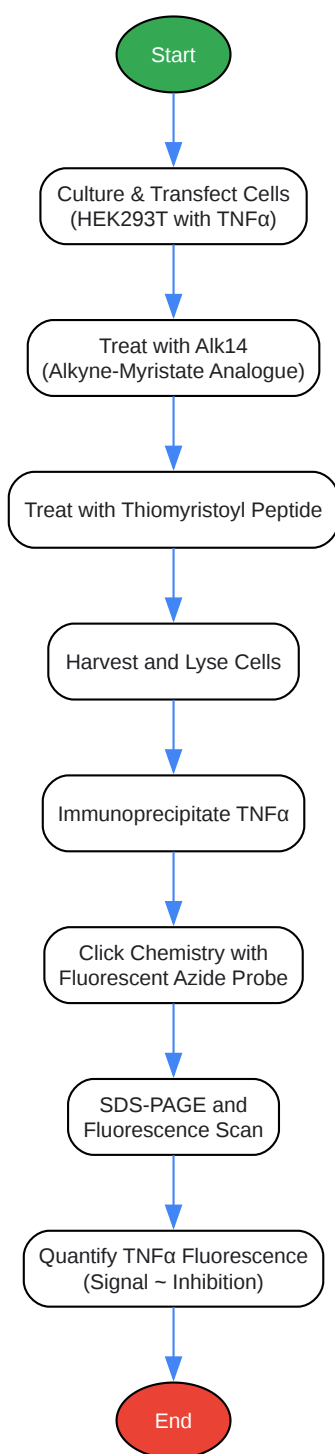 Start
Culture & Transfect Cells
(HEK293T with TNFα)
Treat with Alk14
(Alkyne-Myristate Analogue)
Treat with Thiomyristoyl Peptide
Harvest and Lyse Cells
Immunoprecipitate TNFα
Click Chemistry with
Fluorescent Azide Probe
SDS-PAGE and
Fluorescence Scan
Quantify TNFα Fluorescence
(Signal ~ Inhibition)
End